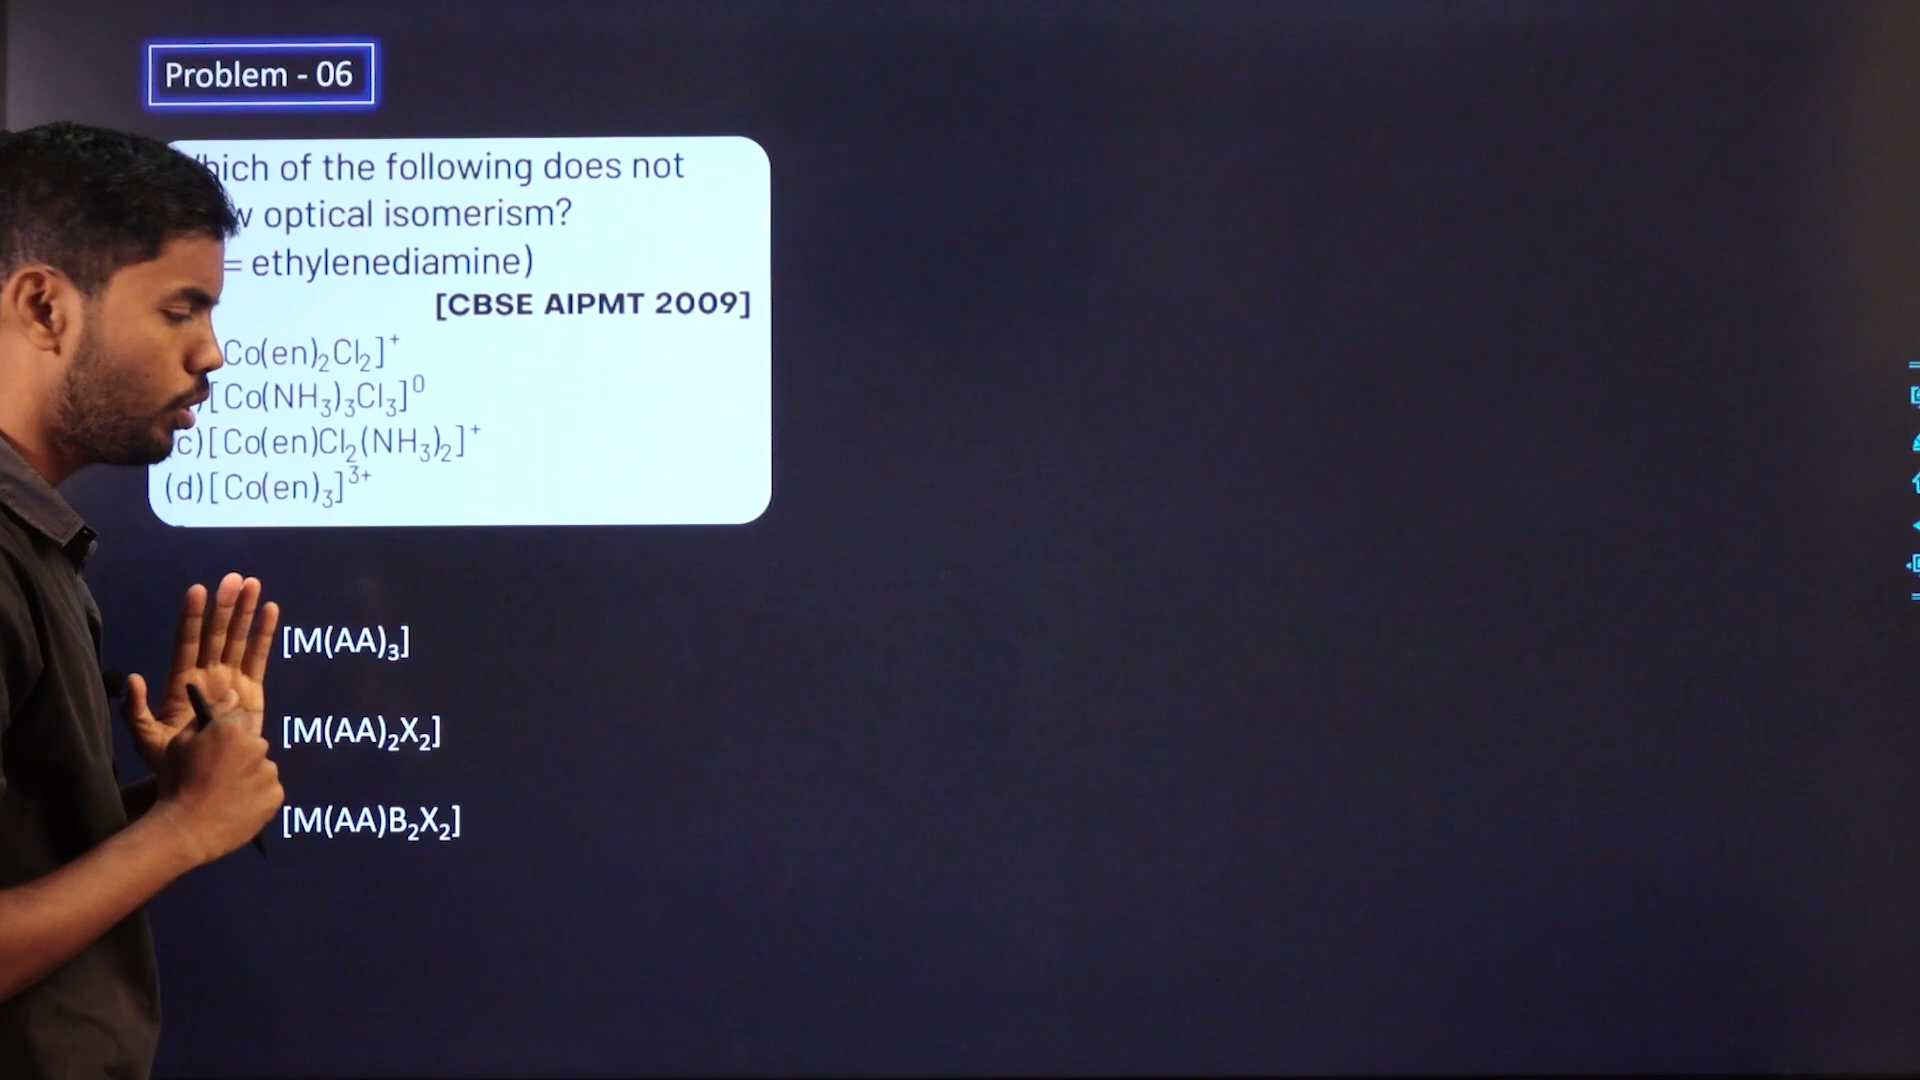 Problem - 06
of the following does not
optical isomerism?
= ethylenediamine)
[CBSE AIPMT 2009]
Co(en)₂Cl₂]⁺
)[Co(NH₃)₃Cl₃]⁰
(c)[Co(en)Cl₂(NH₃)₂]⁺
(d)[Co(en)₃]³⁺
[M(AA)₃]
[M(AA)₂X₂]
[M(AA)B₂X₂]